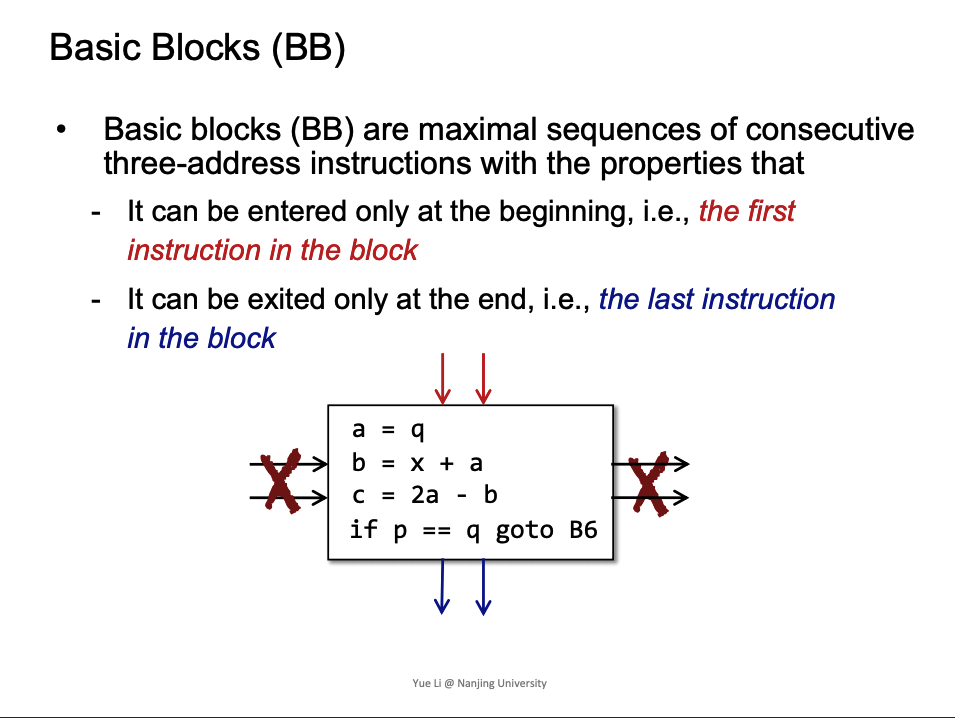 Basic Blocks (BB)
• Basic blocks (BB) are maximal sequences of consecutive
three-address instructions with the properties that
- It can be entered only at the beginning, i.e., the first
instruction in the block
- It can be exited only at the end, i.e., the last instruction
in the block
a = q
b = x + a
c = 2a - b
if p == q goto B6
Yue Li @ Nanjing University